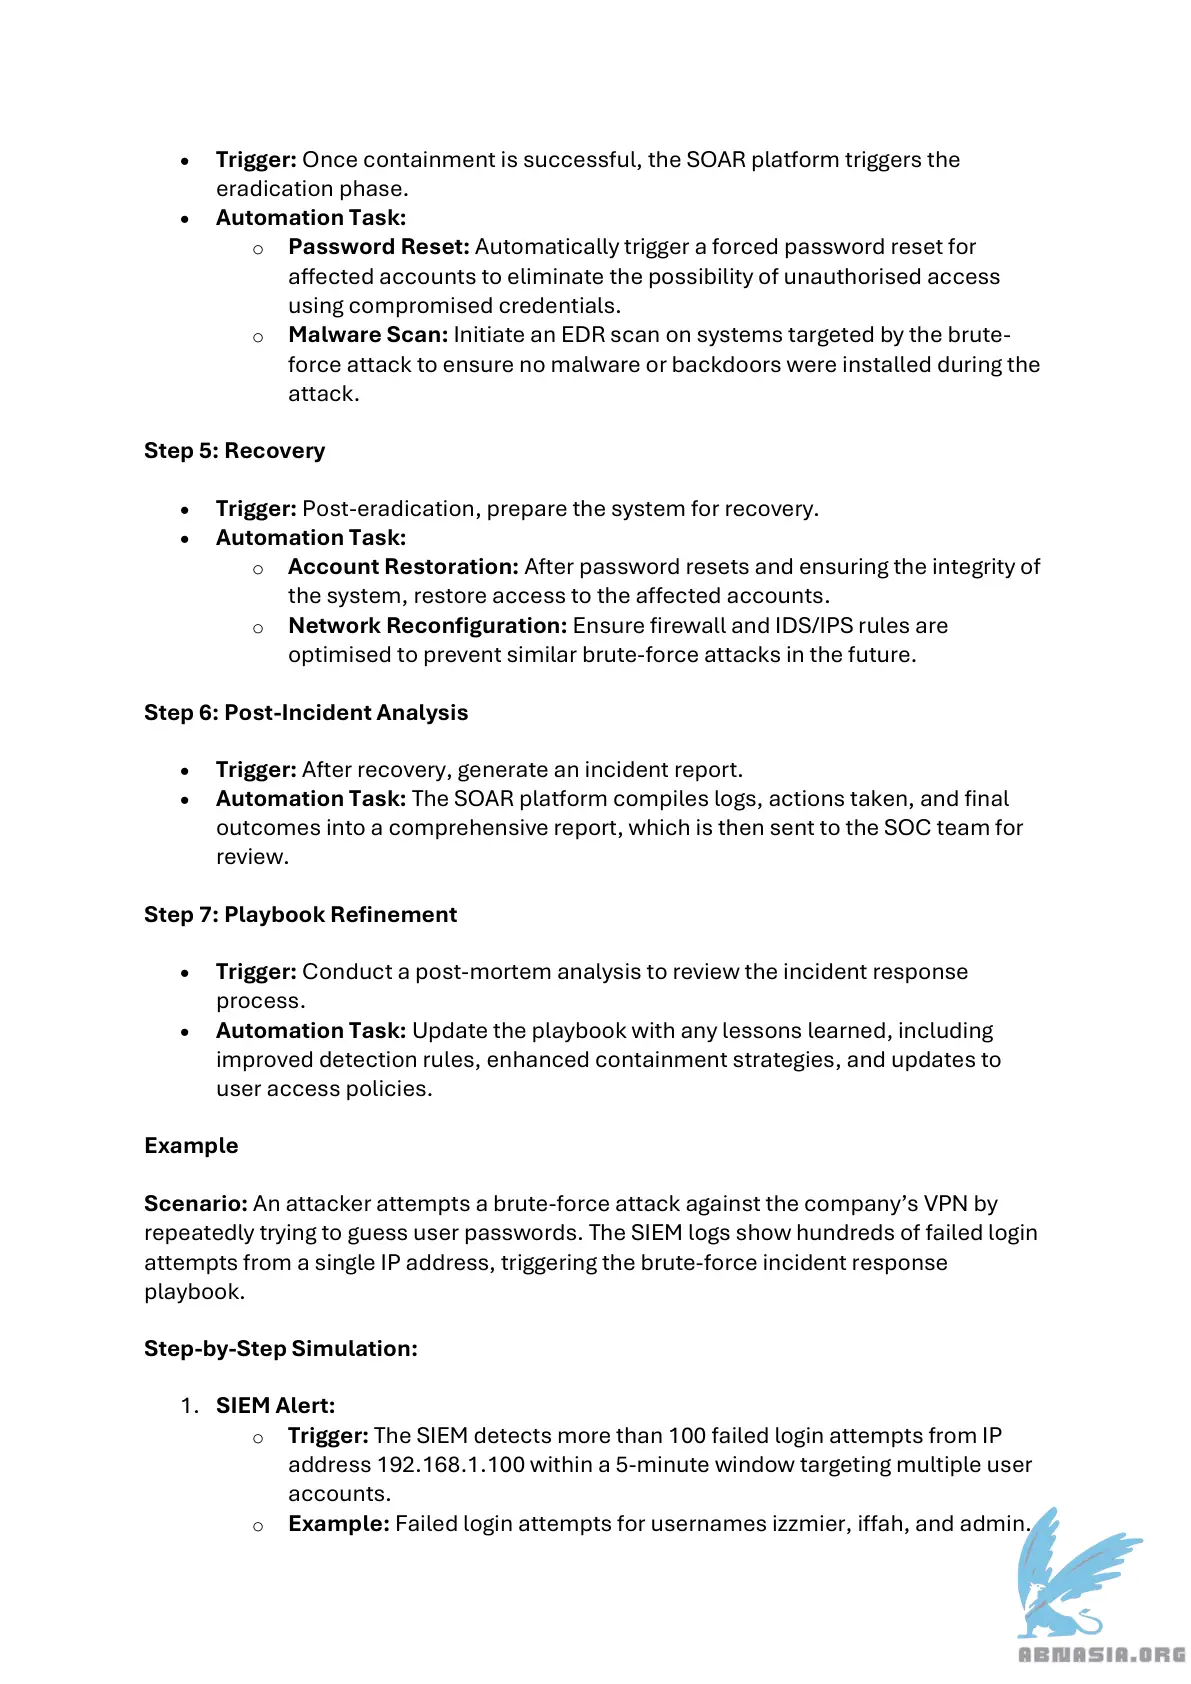 • Trigger: Once containment is successful, the SOAR platform triggers the
eradication phase.
• Automation Task:
o Password Reset: Automatically trigger a forced password reset for
affected accounts to eliminate the possibility of unauthorised access
using compromised credentials.
o Malware Scan: Initiate an EDR scan on systems targeted by the brute-
force attack to ensure no malware or backdoors were installed during the
attack.
Step 5: Recovery
• Trigger: Post-eradication, prepare the system for recovery.
• Automation Task:
o Account Restoration: After password resets and ensuring the integrity of
the system, restore access to the affected accounts.
o Network Reconfiguration: Ensure firewall and IDS/IPS rules are
optimised to prevent similar brute-force attacks in the future.
Step 6: Post-Incident Analysis
• Trigger: After recovery, generate an incident report.
• Automation Task: The SOAR platform compiles logs, actions taken, and final
outcomes into a comprehensive report, which is then sent to the SOC team for
review.
Step 7: Playbook Refinement
• Trigger: Conduct a post-mortem analysis to review the incident response
process.
• Automation Task: Update the playbook with any lessons learned, including
improved detection rules, enhanced containment strategies, and updates to
user access policies.
Example
Scenario: An attacker attempts a brute-force attack against the company’s VPN by
repeatedly trying to guess user passwords. The SIEM logs show hundreds of failed login
attempts from a single IP address, triggering the brute-force incident response
playbook.
Step-by-Step Simulation:
1. SIEM Alert:
o Trigger: The SIEM detects more than 100 failed login attempts from IP
address 192.168.1.100 within a 5-minute window targeting multiple user
accounts.
o Example: Failed login attempts for usernames izzmier, iffah, and admin.
ABNASIA.ORG